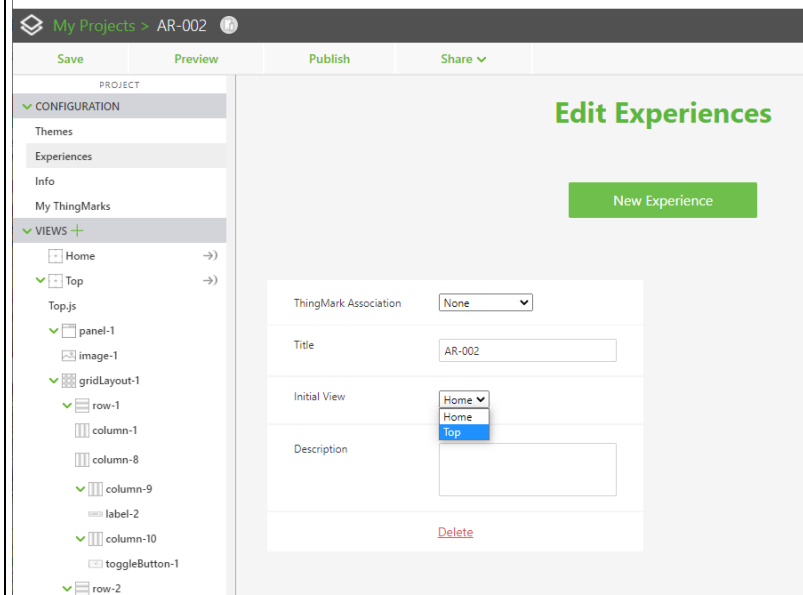 My Projects > AR-002
Save Preview Publish Share
PROJECT
CONFIGURATION
Themes
Experiences
Info
My ThingMarks
VIEWS
Home
Top
Top.js
panel-1
image-1
gridLayout-1
row-1
column-1
column-8
column-9
label-2
column-10
toggleButton-1
row-2
Edit Experiences
New Experience
ThingMark Association None
Title AR-002
Initial View Home
Home
Top
Description
Delete